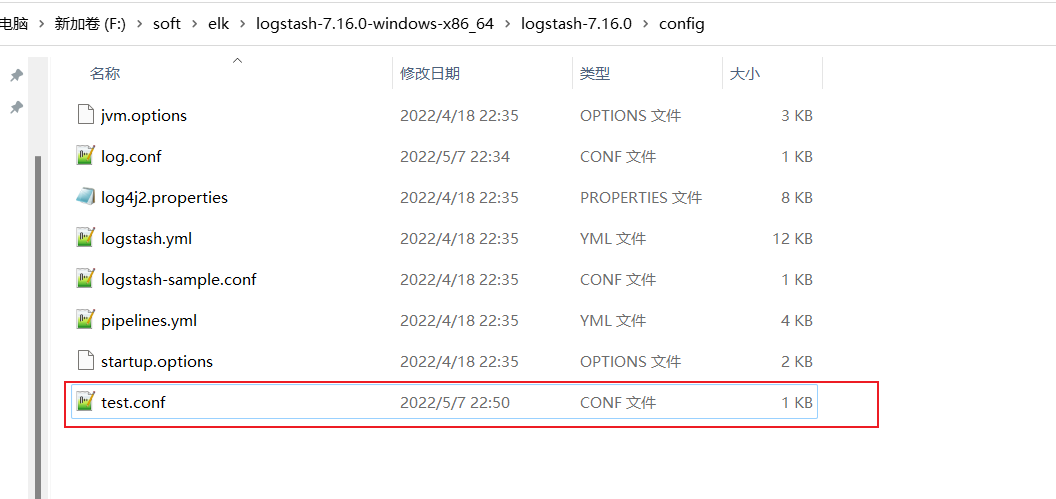 电脑 › 新加卷 (F:) › soft › elk › logstash-7.16.0-windows-x86_64 › logstash-7.16.0 › config
名称 修改日期 类型 大小
jvm.options 2022/4/18 22:35 OPTIONS 文件 3 KB
log.conf 2022/5/7 22:34 CONF 文件 1 KB
log4j2.properties 2022/4/18 22:35 PROPERTIES 文件 8 KB
logstash.yml 2022/4/18 22:35 YML 文件 12 KB
logstash-sample.conf 2022/4/18 22:35 CONF 文件 1 KB
pipelines.yml 2022/4/18 22:35 YML 文件 4 KB
startup.options 2022/4/18 22:35 OPTIONS 文件 2 KB
test.conf 2022/5/7 22:50 CONF 文件 1 KB